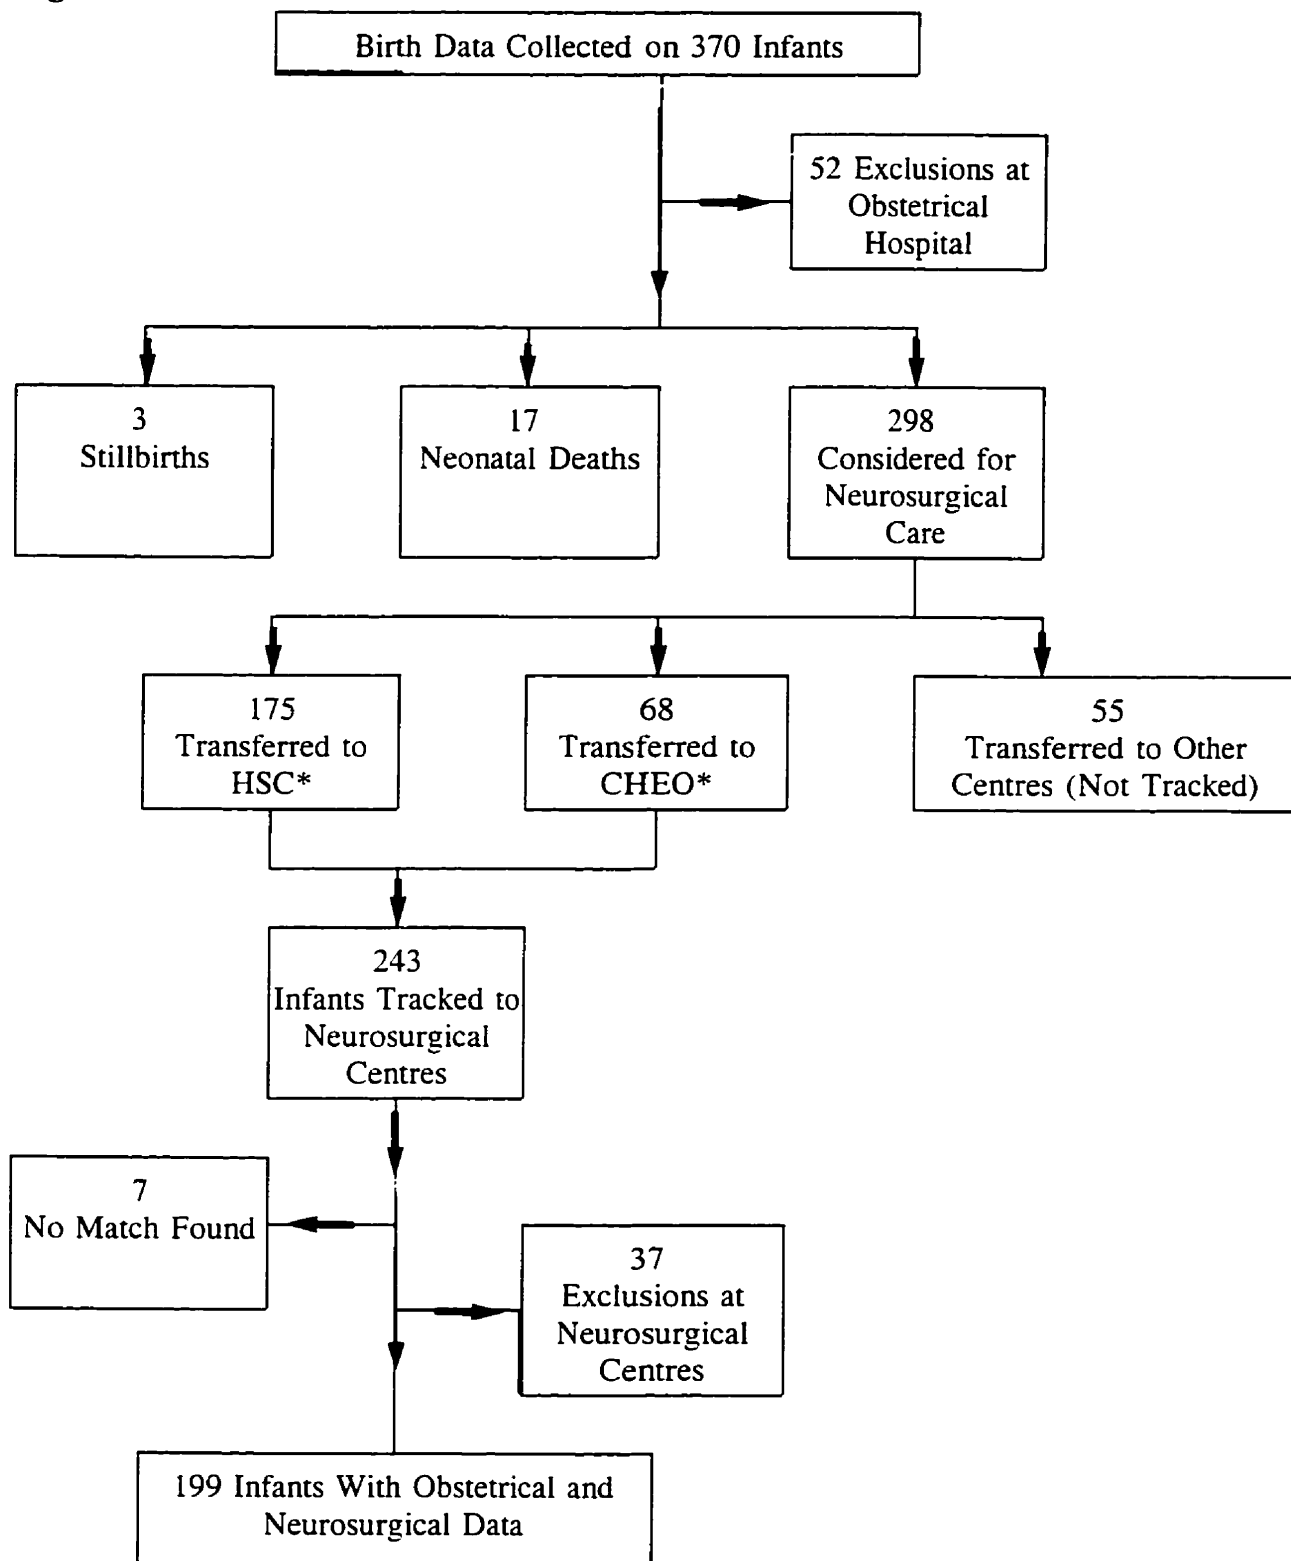 Birth Data Collected on 370 Infants
52 Exclusions at
Obstetrical
Hospital
3
Stillbirths
17
Neonatal Deaths
298
Considered for
Neurosurgical
Care
175
Transferred to
HSC*
68
Transferred to
CHEO*
55
Transferred to Other
Centres (Not Tracked)
243
Infants Tracked to
Neurosurgical
Centres
7
No Match Found
37
Exclusions at
Neurosurgical
Centres
199 Infants With Obstetrical and
Neurosurgical Data